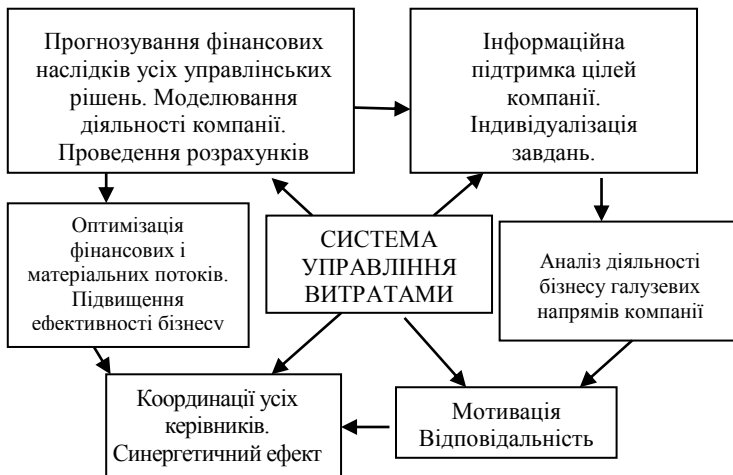 Прогнозування фінансових
наслідків усіх управлінських
рішень. Моделювання
діяльності компанії.
Проведення розрахунків
Інформаційна
підтримка цілей
компанії.
Індивідуалізація
завдань.
Оптимізація
фінансових і
матеріальних потоків.
Підвищення
ефективності бізнесу
СИСТЕМА
УПРАВЛІННЯ
ВИТРАТАМИ
Аналіз діяльності
бізнесу галузевих
напрямів компанії
Координації усіх
керівників.
Синергетичний ефект
Мотивація
Відповідальність